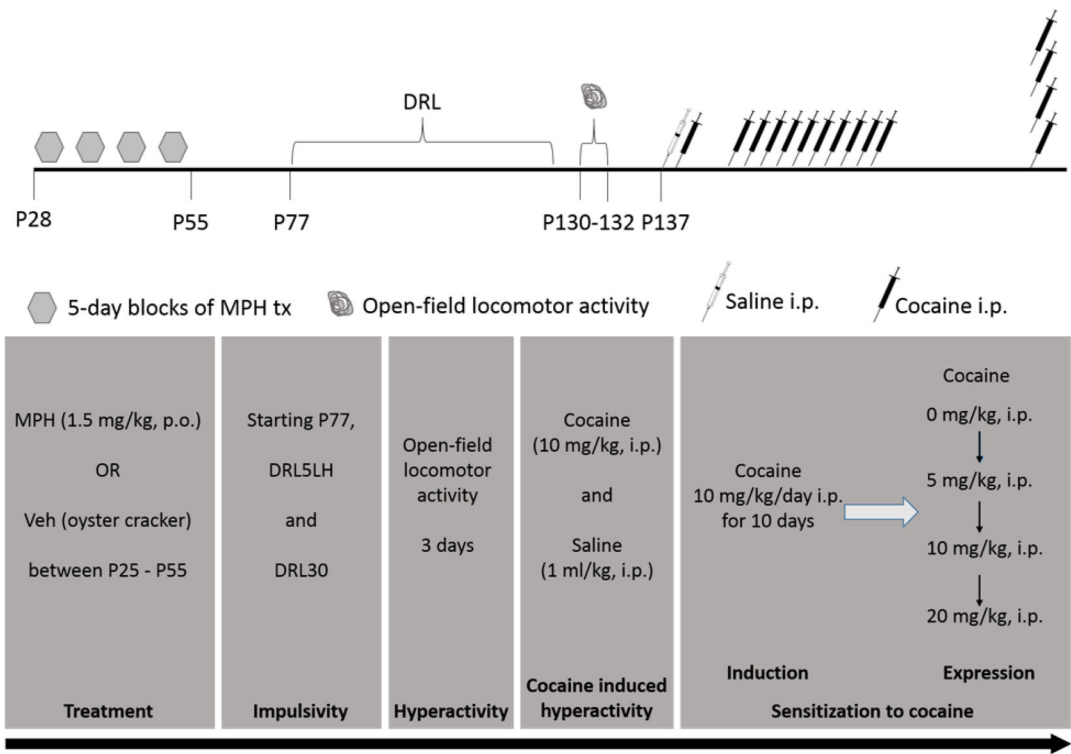 DRL
P28
P55
P77
P130-132
P137
5-day blocks of MPH tx
Open-field locomotor activity
Saline i.p.
Cocaine i.p.
MPH (1.5 mg/kg, p.o.)
OR
Veh (oyster cracker)
between P25 - P55
Treatment
Starting P77,
DRL5LH
and
DRL30
Impulsivity
Open-field
locomotor
activity
3 days
Hyperactivity
Cocaine
(10 mg/kg, i.p.)
and
Saline
(1 ml/kg, i.p.)
Cocaine induced
hyperactivity
Cocaine
10 mg/kg/day i.p.
for 10 days
Induction
Cocaine
0 mg/kg, i.p.
5 mg/kg, i.p.
10 mg/kg, i.p.
20 mg/kg, i.p.
Expression
Sensitization to cocaine